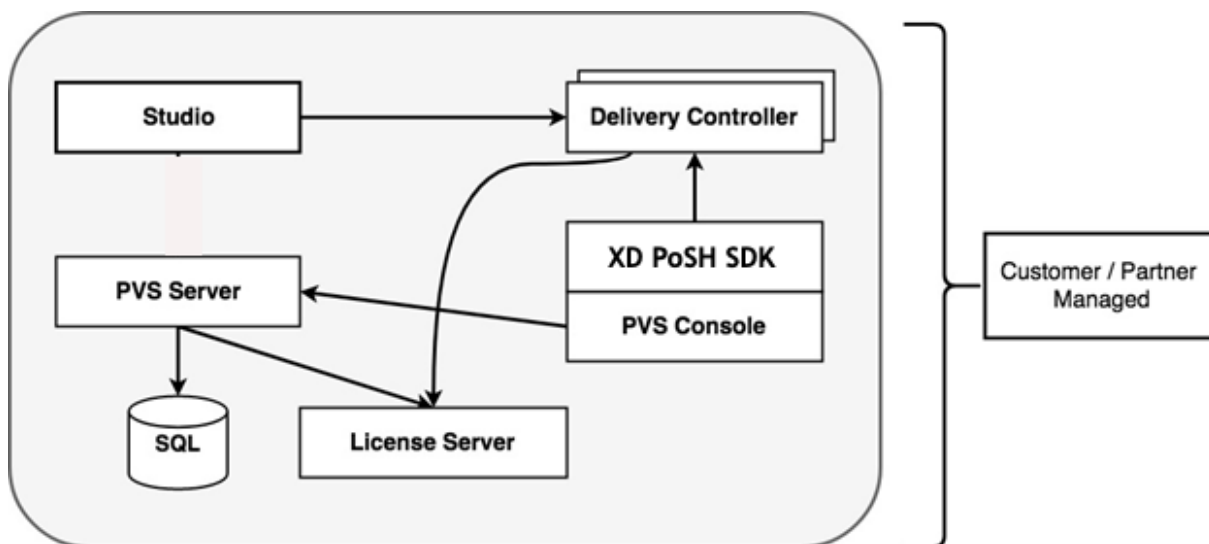 Studio
Delivery Controller
XD PoSH SDK
PVS Server
PVS Console
Customer / Partner
Managed
SQL
License Server